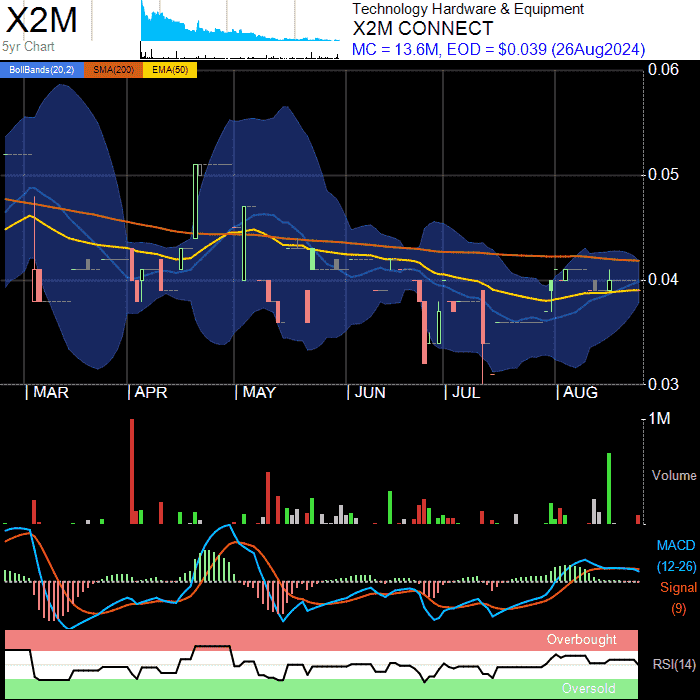 X2M
5yr Chart
Technology Hardware & Equipment
X2M CONNECT
MC = 13.6M, EOD = $0.039 (26Aug2024)
BollBands(20,2) SMA(200) EMA(50)
0.06
0.05
0.04
0.03
MAR APR MAY JUN JUL AUG
1M
Volume
MACD
(12-26)
Signal
(9)
Overbought
RSI(14)
Oversold